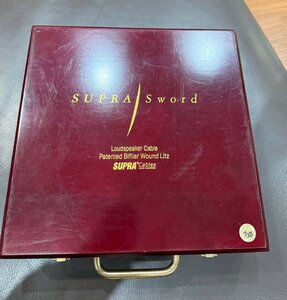 SUPRA Sword
Loudspeaker Cable
Patented Bifilar Wound Litz
SUPRA Cables